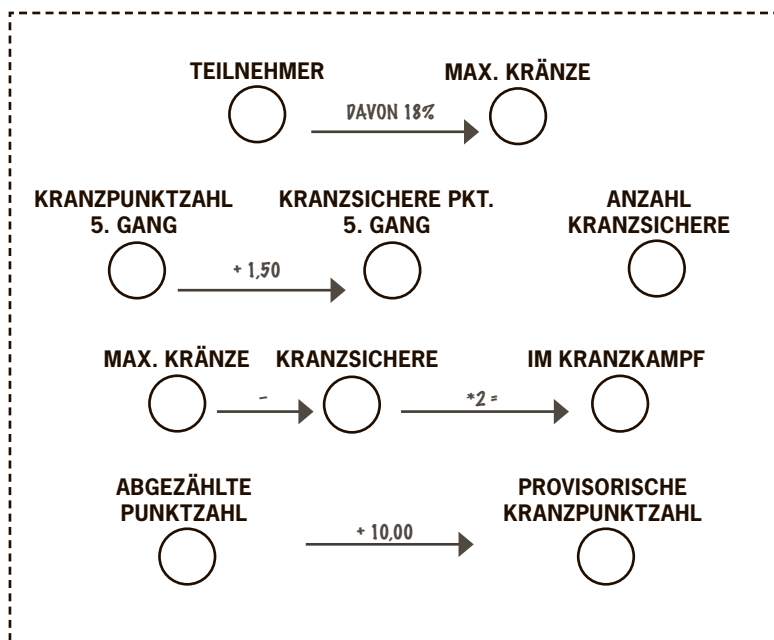 TEILNEHMER
MAX. KRÄNZE
DAVON 18%
KRANZPUNKTZAHL
5. GANG
KRANZSICHERE PKT.
5. GANG
ANZAHL
KRANZSICHERE
+ 1,50
MAX. KRÄNZE
KRANZSICHERE
IM KRANZKAMPF
-
*2 =
ABGEZÄHLTE
PUNKTZAHL
PROVISORISCHE
KRANZPUNKTZAHL
+ 10,00